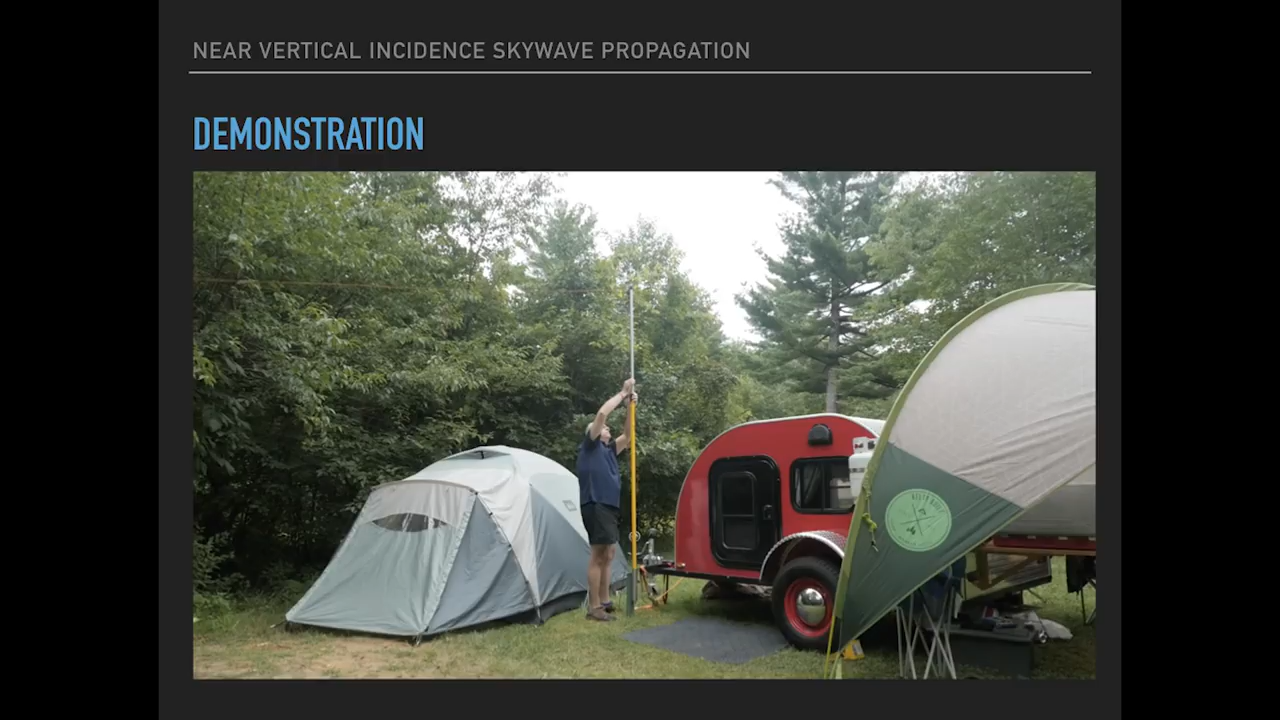 NEAR VERTICAL INCIDENCE SKYWAVE PROPAGATION
DEMONSTRATION